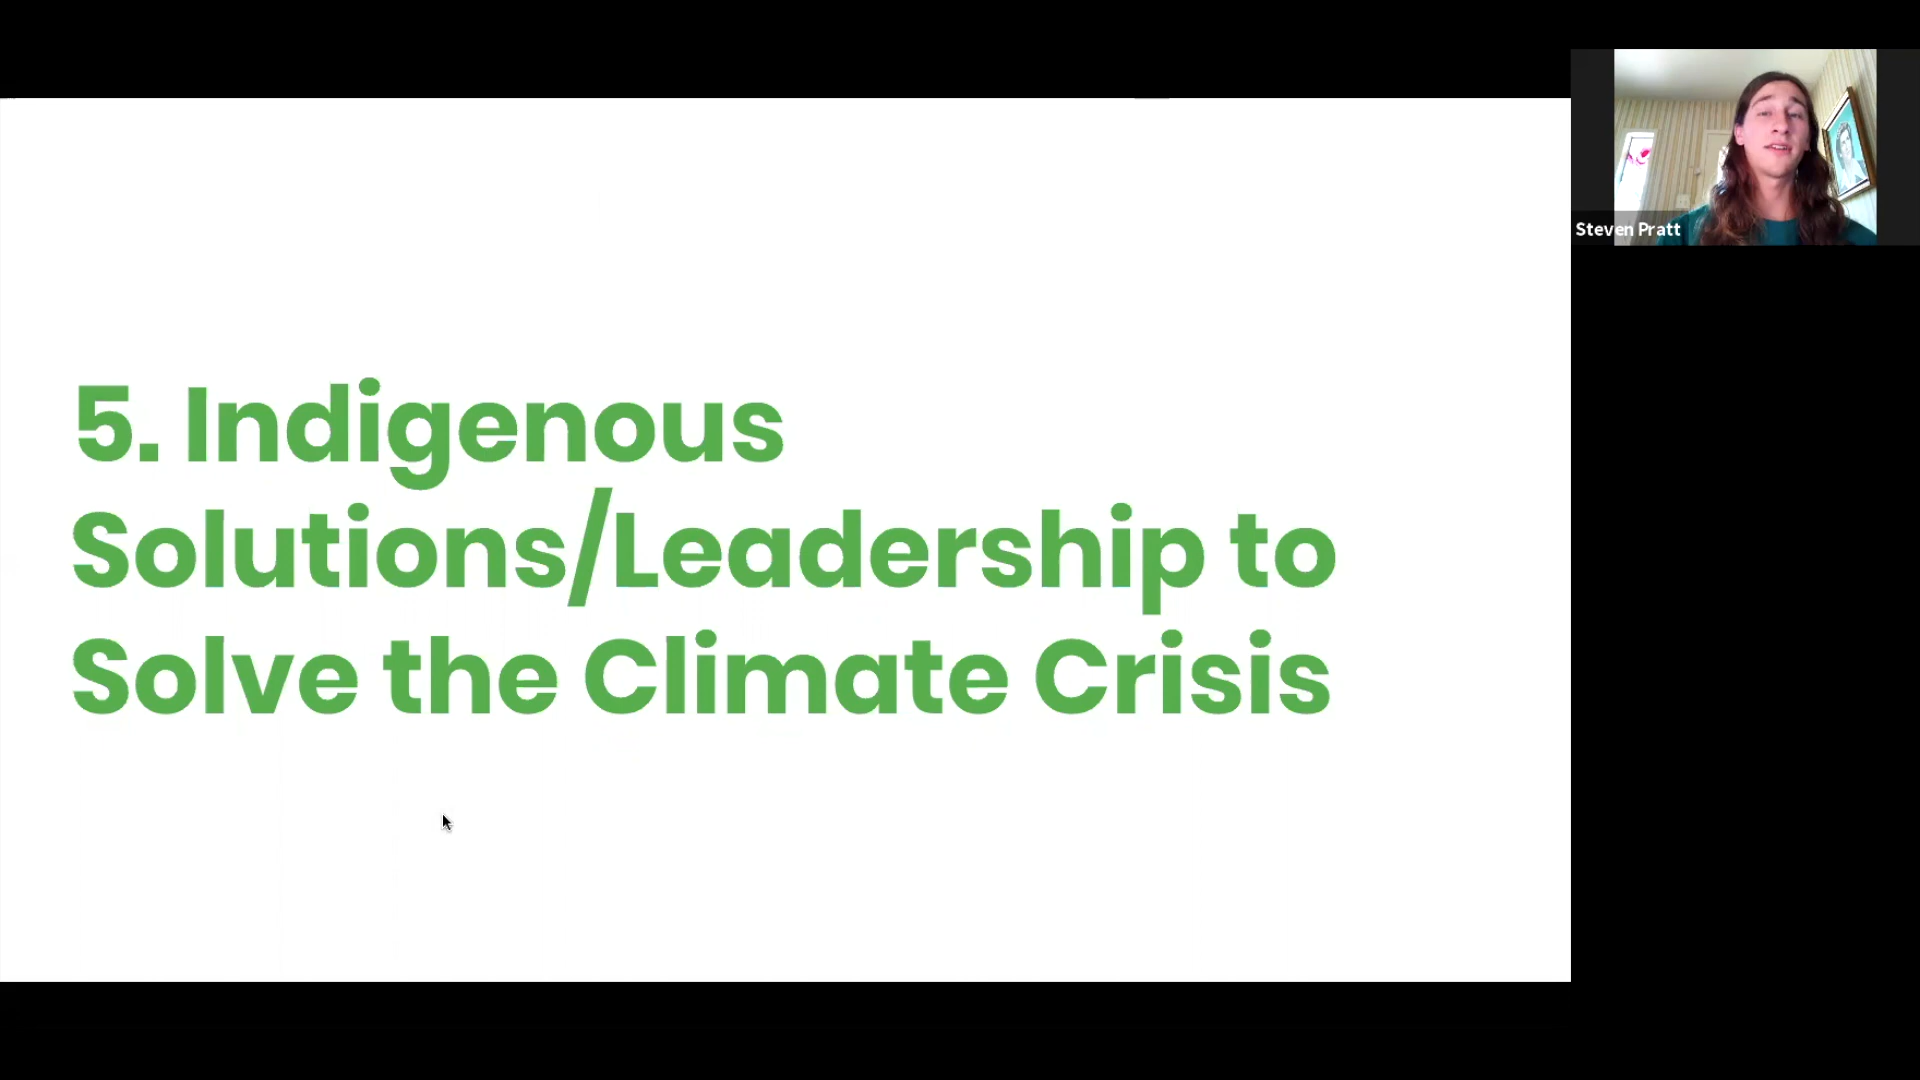 5. Indigenous
Solutions/Leadership to
Solve the Climate Crisis
Steven Pratt